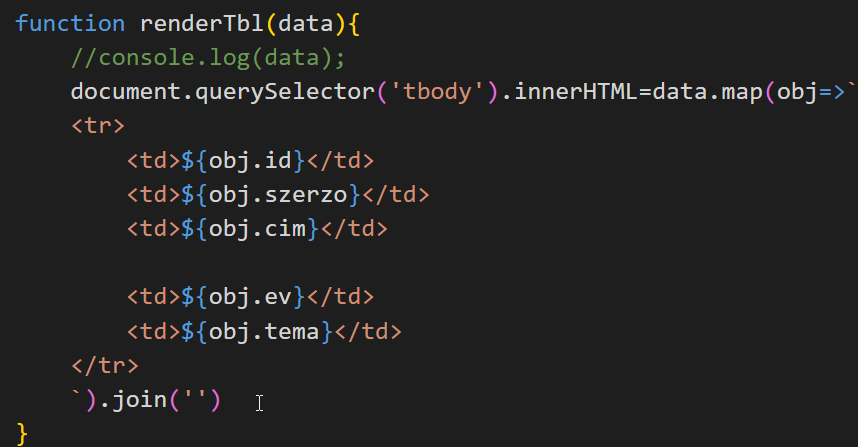 function renderTbl(data){
    //console.log(data);
    document.querySelector('tbody').innerHTML=data.map(obj=>`
    <tr>
        <td>${obj.id}</td>
        <td>${obj.szerzo}</td>
        <td>${obj.cim}</td>

        <td>${obj.ev}</td>
        <td>${obj.tema}</td>
    </tr>
    `).join('')
}